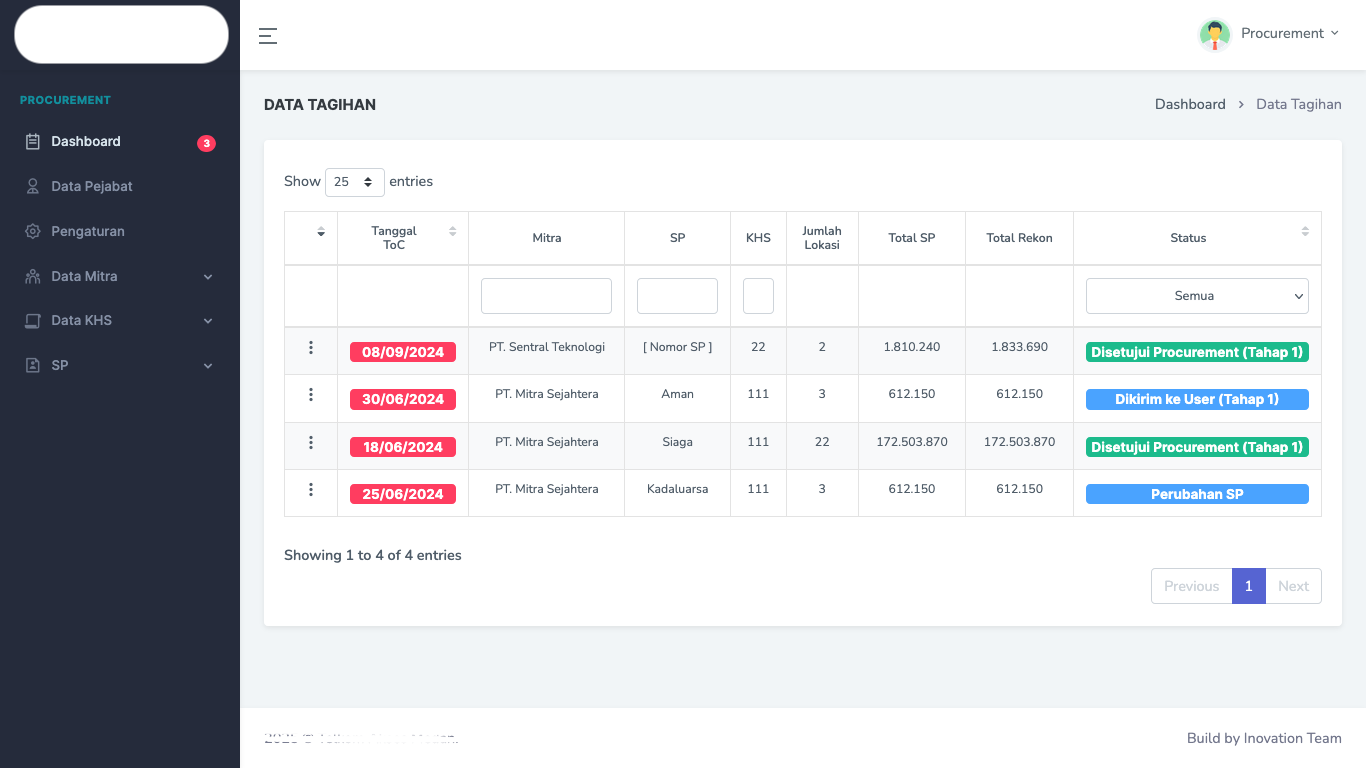 Procurement
PROCUREMENT
Dashboard 3
Data Pejabat
Pengaturan
Data Mitra
Data KHS
SP
DATA TAGIHAN
Dashboard > Data Tagihan
Show 25 entries
Tanggal ToC Mitra SP KHS Jumlah Lokasi Total SP Total Rekon Status
Semua
08/09/2024 PT. Sentral Teknologi [ Nomor SP ] 22 2 1.810.240 1.833.690 Disetujui Procurement (Tahap 1)
30/06/2024 PT. Mitra Sejahtera Aman 111 3 612.150 612.150 Dikirim ke User (Tahap 1)
18/06/2024 PT. Mitra Sejahtera Siaga 111 22 172.503.870 172.503.870 Disetujui Procurement (Tahap 1)
25/06/2024 PT. Mitra Sejahtera Kadaluarsa 111 3 612.150 612.150 Perubahan SP
Showing 1 to 4 of 4 entries
Previous 1 Next
Build by Inovation Team